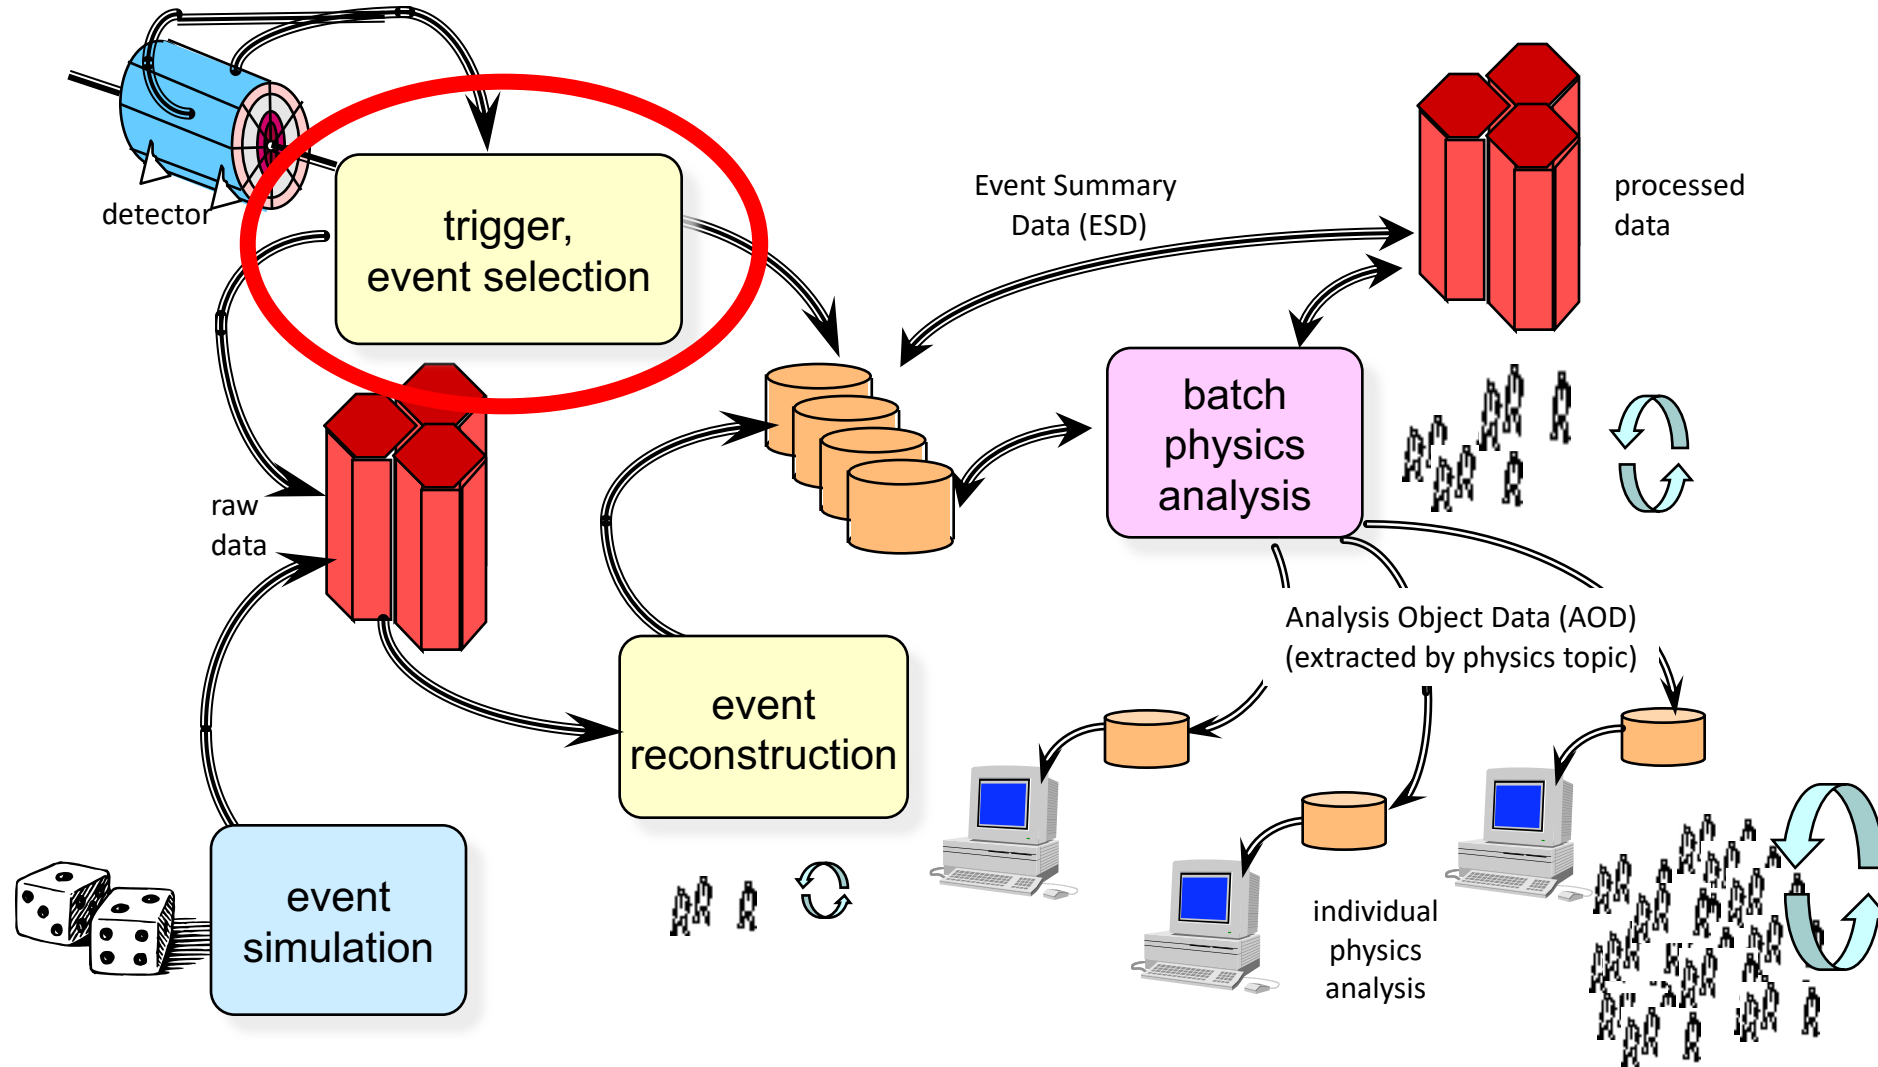 detector
trigger,
event selection
Event Summary
Data (ESD)
processed
data
batch
physics
analysis
raw
data
Analysis Object Data (AOD)
(extracted by physics topic)
event
reconstruction
event
simulation
individual
physics
analysis